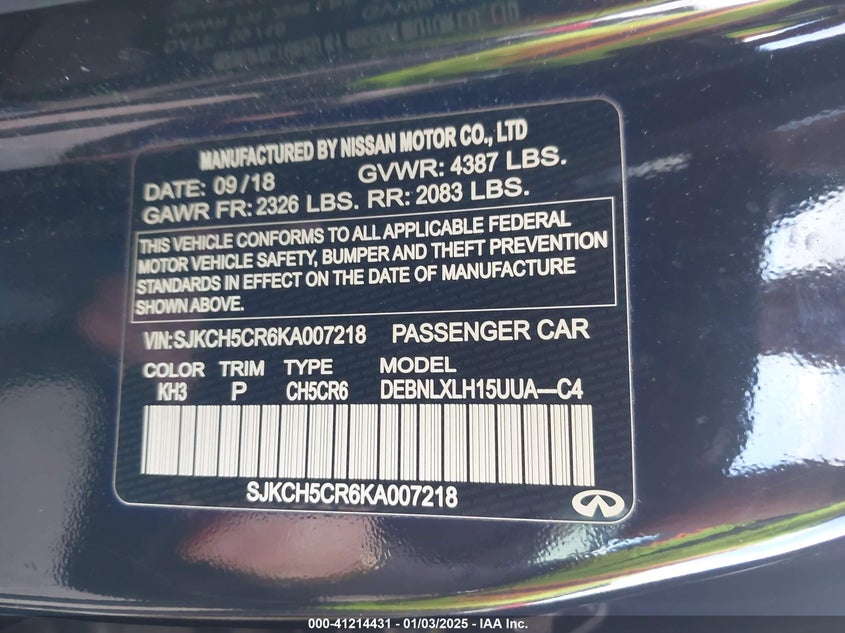 MANUFACTURED BY NISSAN MOTOR CO., LTD
DATE: 09/18 GVWR: 4387 LBS.
GAWR FR: 2326 LBS. RR: 2083 LBS.
THIS VEHICLE CONFORMS TO ALL APPLICABLE FEDERAL
MOTOR VEHICLE SAFETY, BUMPER AND THEFT PREVENTION
STANDARDS IN EFFECT ON THE DATE OF MANUFACTURE
SHOWN ABOVE.
VIN: SJKCH5CR6KA007218 PASSENGER CAR
COLOR TRIM TYPE MODEL
KH3 P CH5CR6 DEBNLXLH15UUA—C4
SJKCH5CR6KA007218
000-41214431 - 01/03/2025 - IAA Inc.